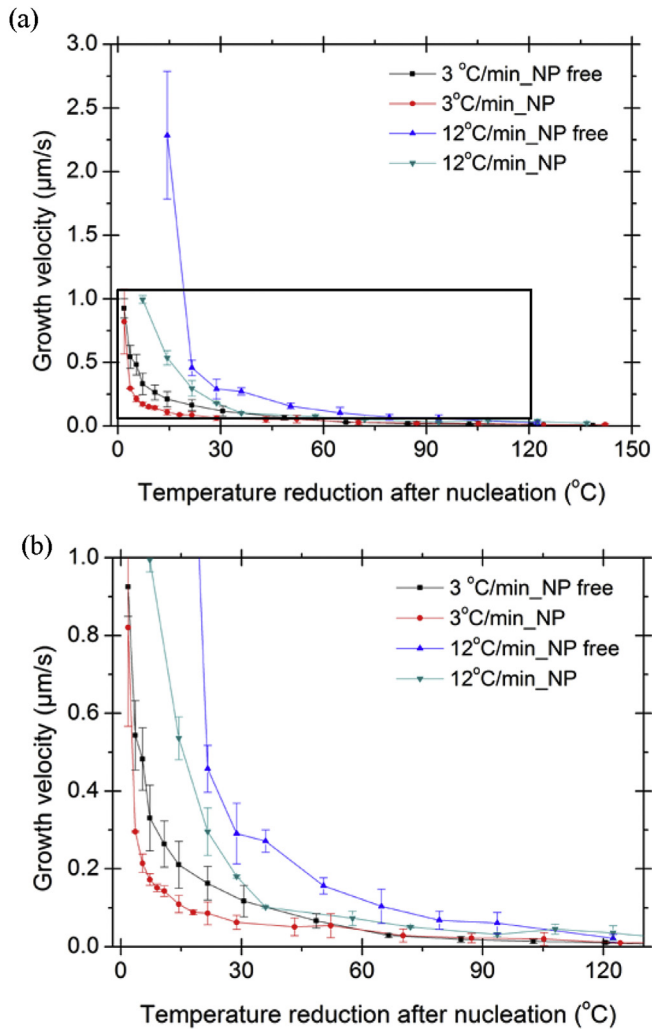 (a)
3.0
2.5
2.0
1.5
1.0
0.5
0.0
Growth velocity (μm/s)
3 °C/min_NP free
3°C/min_NP
12°C/min_NP free
12°C/min_NP
0 30 60 90 120 150
Temperature reduction after nucleation (°C)
(b)
1.0
0.8
0.6
0.4
0.2
0.0
Growth velocity (μm/s)
3 °C/min_NP free
3°C/min_NP
12°C/min_NP free
12°C/min_NP
0 30 60 90 120
Temperature reduction after nucleation (°C)